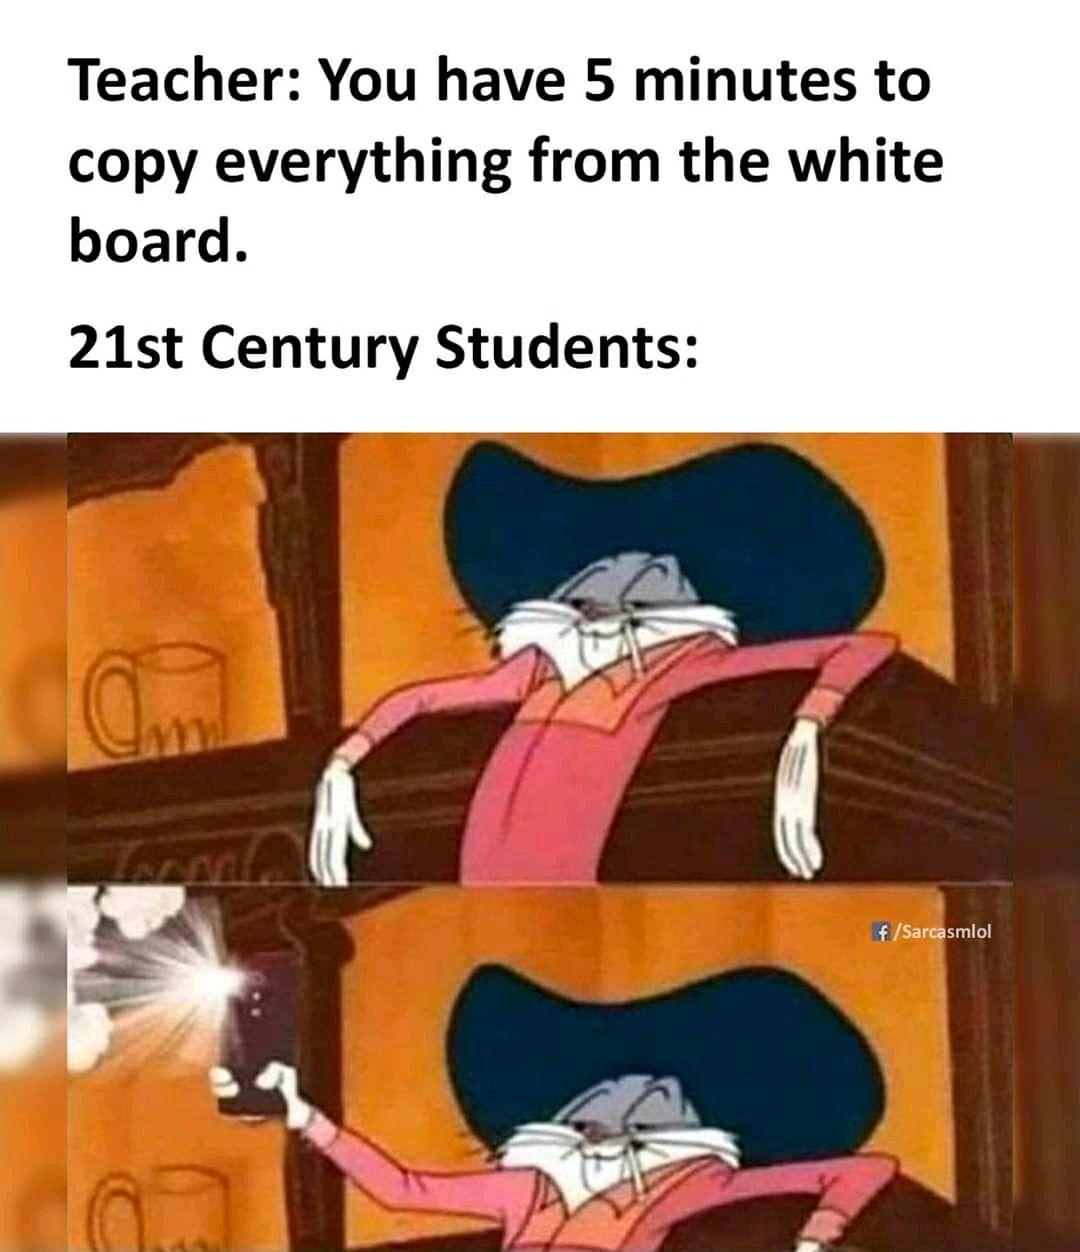 Teacher: You have 5 minutes to
copy everything from the white
board.
21st Century Students:
f/Sarcasmlol